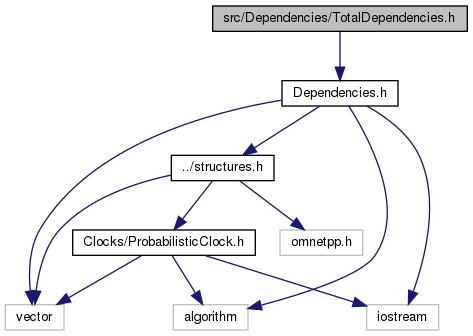 src/Dependencies/TotalDependencies.h
Dependencies.h
../structures.h
Clocks/ProbabilisticClock.h
omnetpp.h
vector
algorithm
iostream